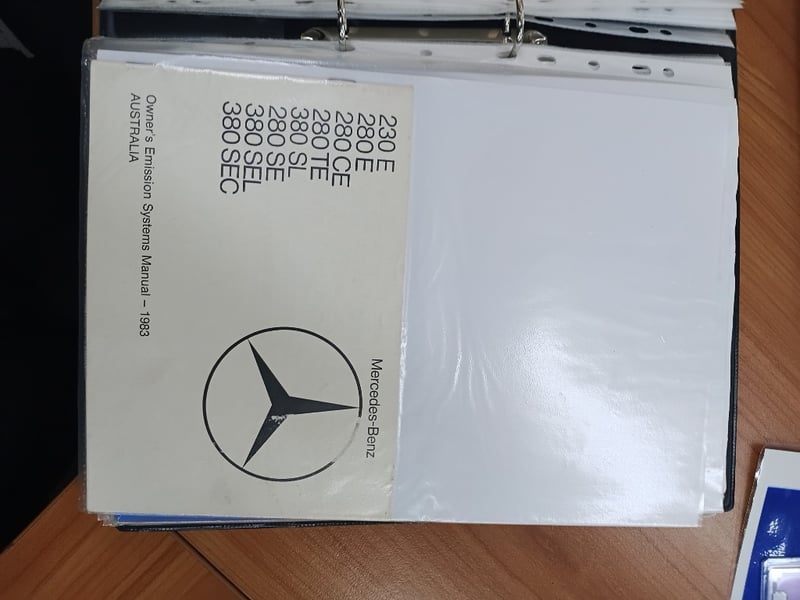 230 E
280 E
280 CE
280 TE
380 SL
280 SE
380 SEL
380 SEC
Mercedes-Benz
Owner's Emission Systems Manual – 1983
AUSTRALIA